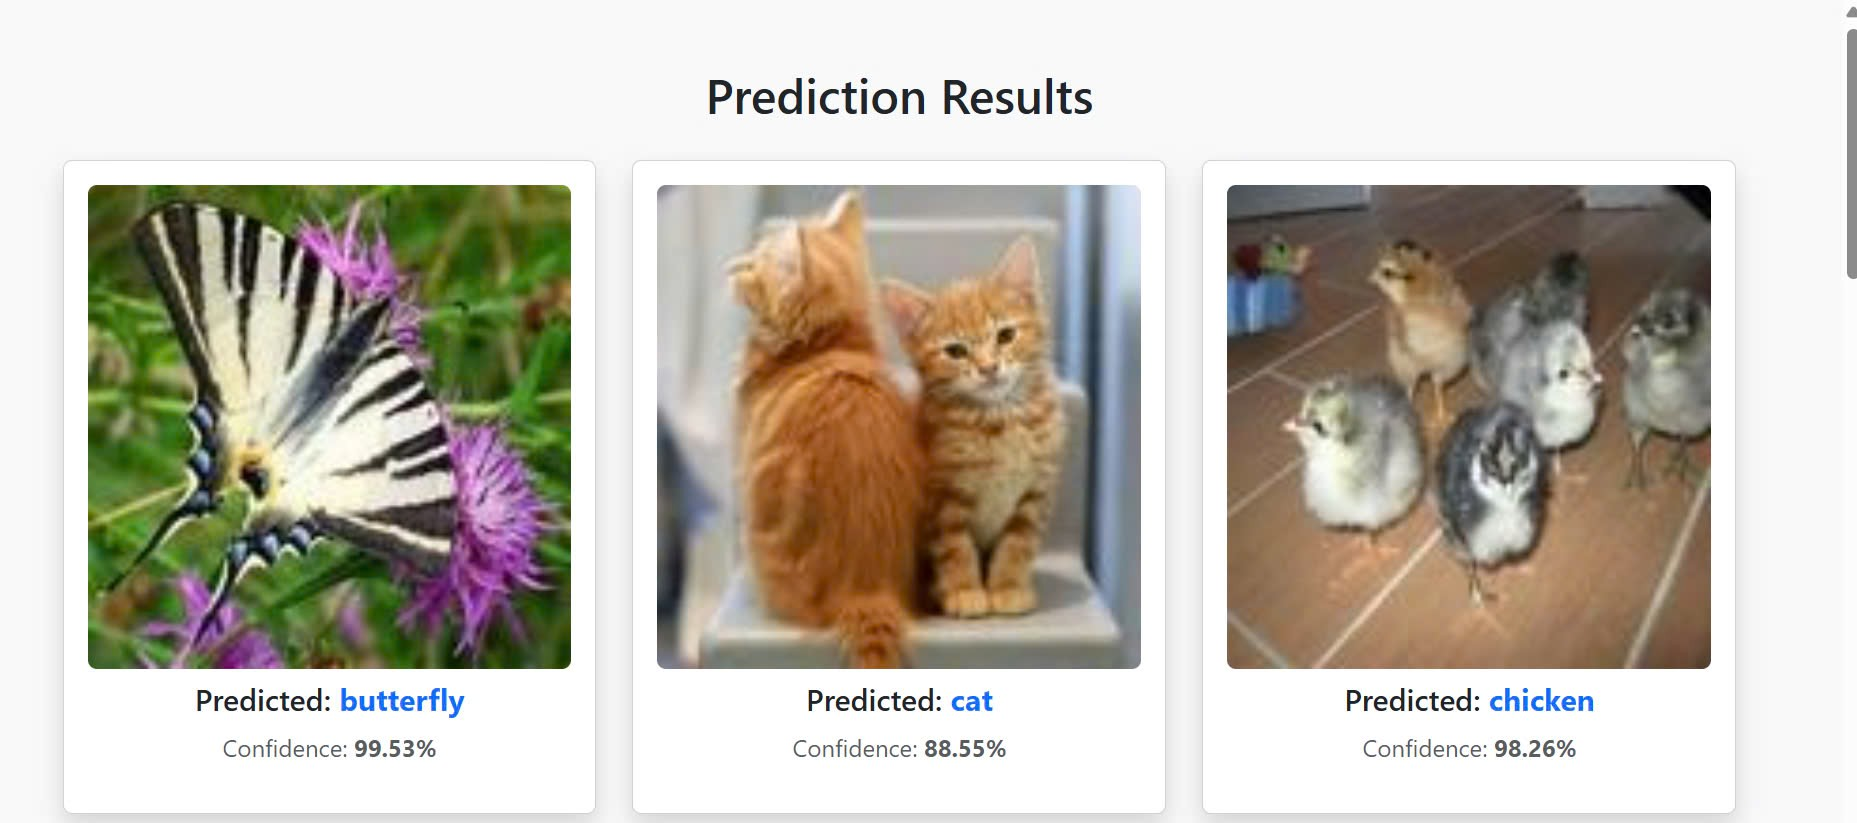 Prediction Results
Predicted: butterfly
Confidence: 99.53%
Predicted: cat
Confidence: 88.55%
Predicted: chicken
Confidence: 98.26%